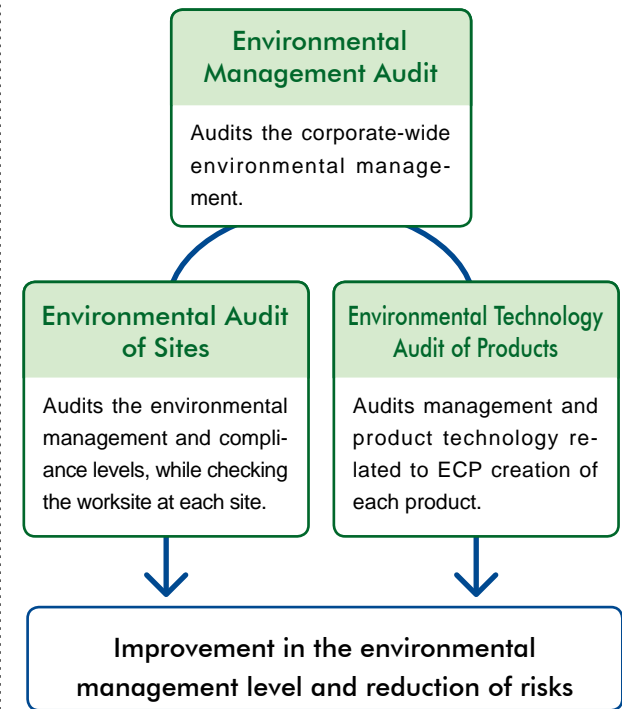 Environmental
Management Audit
Audits the corporate-wide
environmental manage-
ment.
Environmental Audit
of Sites
Audits the environmental
management and compli-
ance levels, while checking
the worksite at each site.
Environmental Technology
Audit of Products
Audits management and
product technology re-
lated to ECP creation of
each product.
Improvement in the environmental
management level and reduction of risks